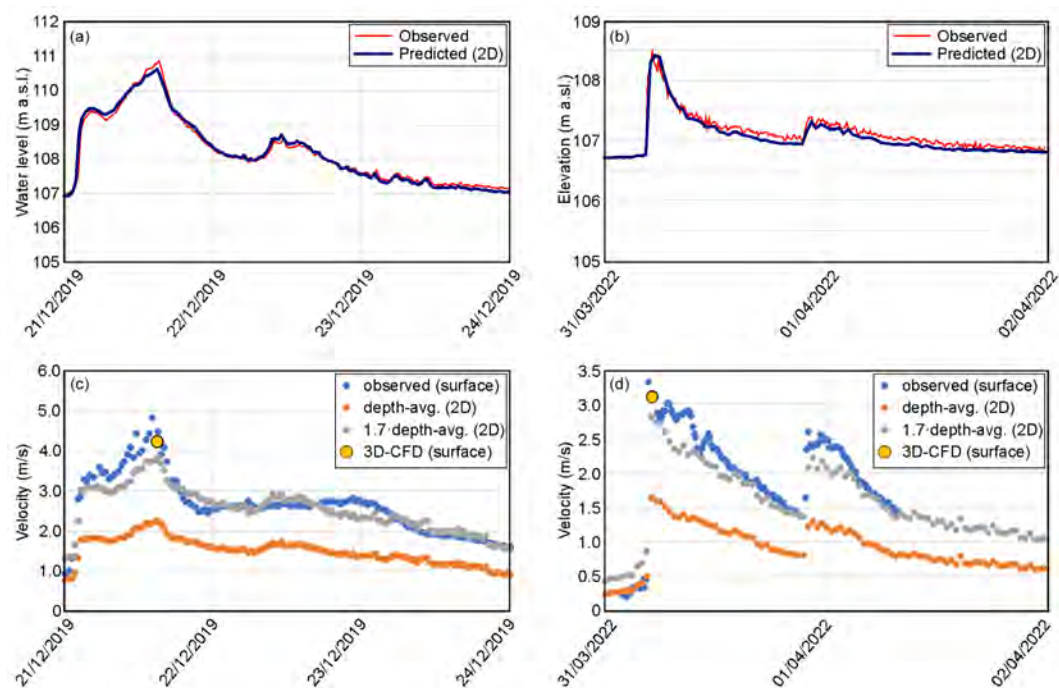 (a)
Observed
Predicted (2D)
Water level (m a.s.l.)
112
111
110
109
108
107
106
105
21/12/2019
22/12/2019
23/12/2019
24/12/2019
(b)
Observed
Predicted (2D)
Elevation (m a.sl.)
109
108
107
106
105
31/03/2022
01/04/2022
02/04/2022
(c)
observed (surface)
depth-avg. (2D)
1.7·depth-avg. (2D)
3D-CFD (surface)
Velocity (m/s)
6.0
5.0
4.0
3.0
2.0
1.0
0
21/12/2019
22/12/2019
23/12/2019
24/12/2019
(d)
observed (surface)
depth-avg. (2D)
1.7·depth-avg. (2D)
3D-CFD (surface)
Velocity (m/s)
3.5
3.0
2.5
2.0
1.5
1.0
0.5
0
31/03/2022
01/04/2022
02/04/2022